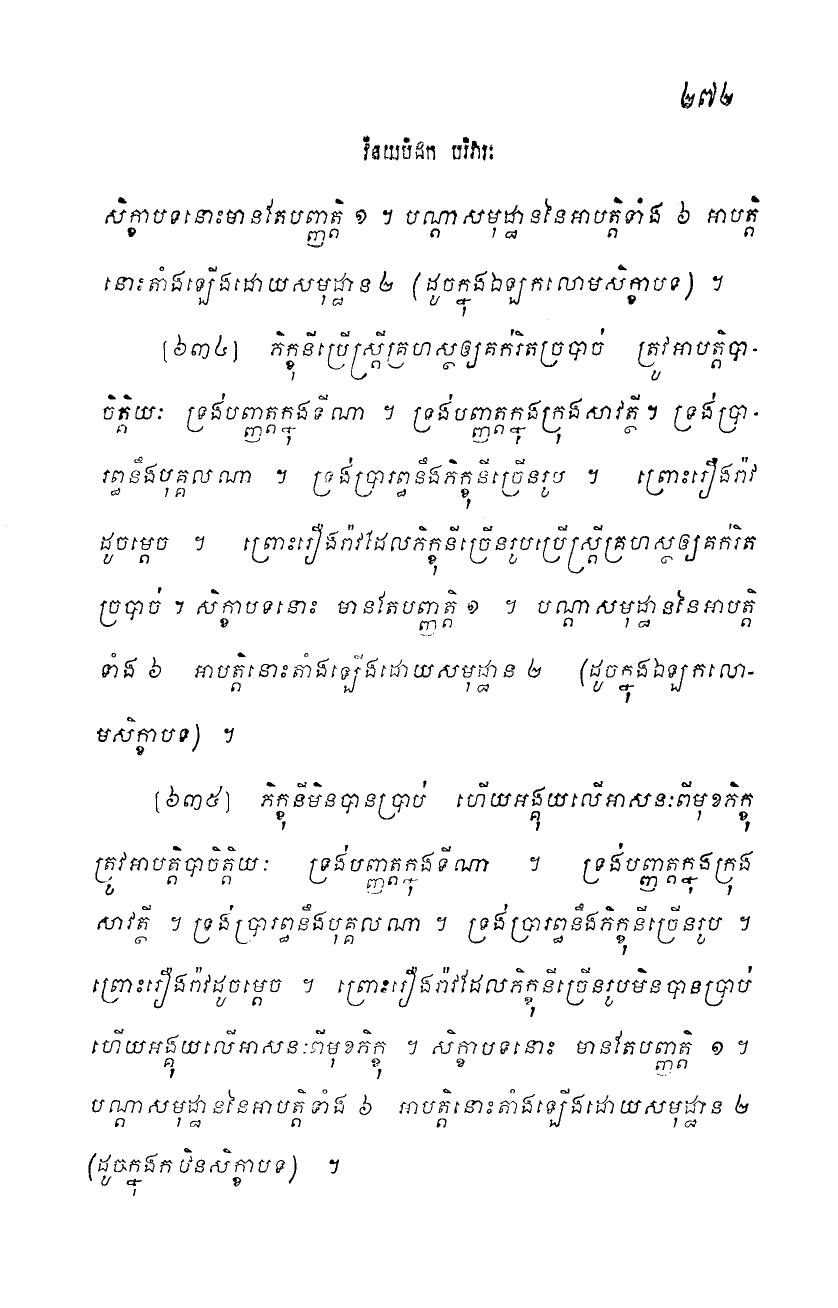 ២៧២
វិនយបិដក បរិវារៈ
សិក្ខាបទនោះមានតែបញ្ញត្តិ ១ ។ បណ្តាសមុដ្ឋាននៃអាបត្តិទាំង ៦ អាបត្តិ
នោះតាំងឡើងដោយសមុដ្ឋាន ២ (ដូចក្នុងឯឡកលោមសិក្ខាបទ) ។
[៦៣៤] ភិក្ខុនីប្រើស្ត្រីគ្រហស្ថឲ្យគក់រិតច្របាច់ ត្រូវអាបត្តិបា-
ចិត្តិយៈ ទ្រង់បញ្ញត្តក្នុងទីណា ។ ទ្រង់បញ្ញត្តក្នុងក្រុងសាវត្ថី ។ ទ្រង់ប្រា-
រព្ធនឹងបុគ្គលណា ។ ទ្រង់ប្រារព្ធនឹងភិក្ខុនីច្រើនរូប ។ ព្រោះរឿងរ៉ាវ
ដូចម្តេច ។ ព្រោះរឿងរ៉ាវដែលភិក្ខុនីច្រើនរូបប្រើស្ត្រីគ្រហស្ថឲ្យគក់រិត
ច្របាច់ ។ សិក្ខាបទនោះ មានតែបញ្ញត្តិ ១ ។ បណ្តាសមុដ្ឋាននៃអាបត្តិ
ទាំង ៦ អាបត្តិនោះតាំងឡើងដោយសមុដ្ឋាន ២ (ដូចក្នុងឯឡកលោ-
មសិក្ខាបទ) ។
[៦៣៥] ភិក្ខុនីមិនបានប្រាប់ ហើយអង្គុយលើអាសនៈពីមុខភិក្ខុ
ត្រូវអាបត្តិបាចិត្តិយៈ ទ្រង់បញ្ញត្តក្នុងទីណា ។ ទ្រង់បញ្ញត្តក្នុងក្រុង
សាវត្ថី ។ ទ្រង់ប្រារព្ធនឹងបុគ្គលណា ។ ទ្រង់ប្រារព្ធនឹងភិក្ខុនីច្រើនរូប ។
ព្រោះរឿងរ៉ាវដូចម្តេច ។ ព្រោះរឿងរ៉ាវដែលភិក្ខុនីច្រើនរូបមិនបានប្រាប់
ហើយអង្គុយលើអាសនៈពីមុខភិក្ខុ ។ សិក្ខាបទនោះ មានតែបញ្ញត្តិ ១ ។
បណ្តាសមុដ្ឋាននៃអាបត្តិទាំង ៦ អាបត្តិនោះតាំងឡើងដោយសមុដ្ឋាន ២
(ដូចក្នុងកឋិនសិក្ខាបទ) ។